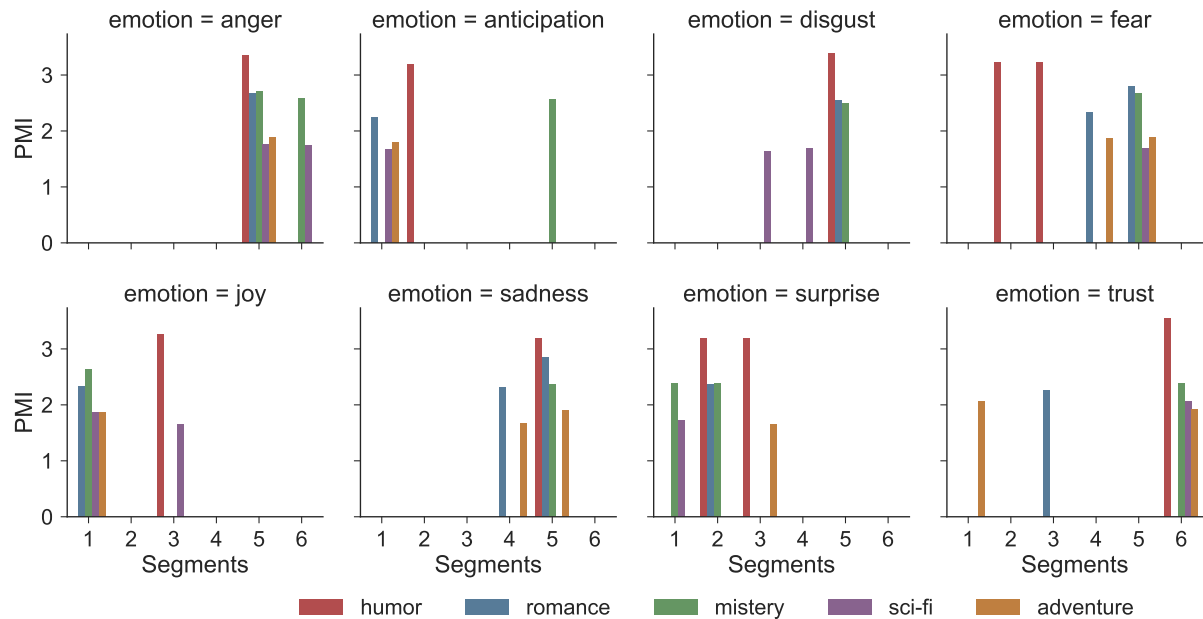 emotion = anger
emotion = anticipation
emotion = disgust
emotion = fear
PMI
3
2
1
0
emotion = joy
emotion = sadness
emotion = surprise
emotion = trust
PMI
3
2
1
0
1 2 3 4 5 6
1 2 3 4 5 6
1 2 3 4 5 6
1 2 3 4 5 6
Segments
Segments
Segments
Segments
humor
romance
mistery
sci-fi
adventure